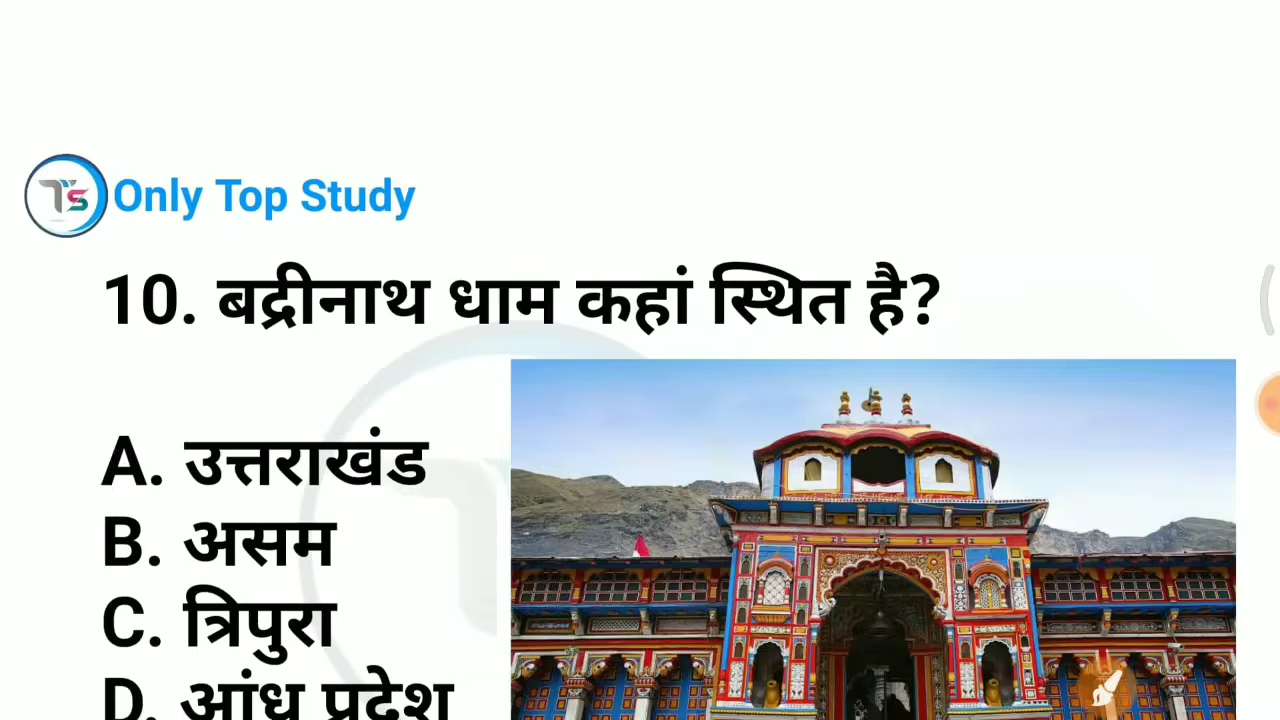 Only Top Study
10. बद्रीनाथ धाम कहां स्थित है?
A. उत्तराखंड
B. असम
C. त्रिपुरा
D. आंध्र प्रदेश